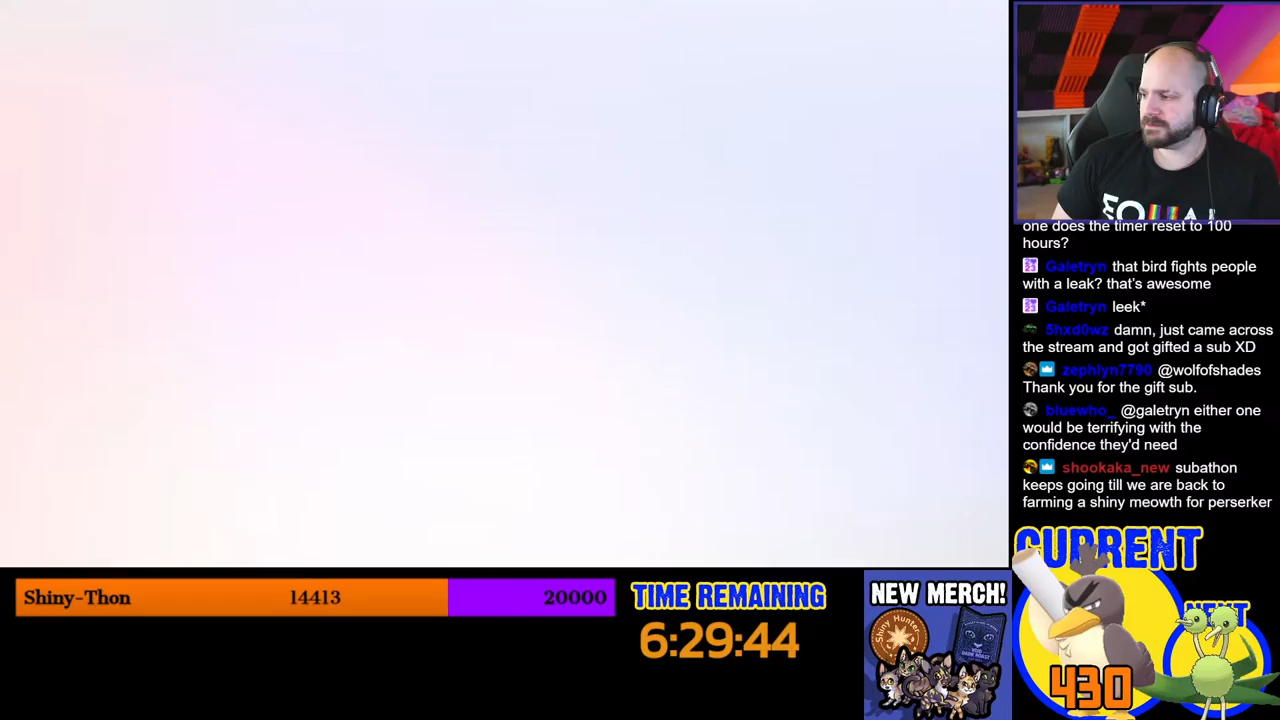 EQUAL
one does the timer reset to 100
hours?
Galetryn that bird fights people
with a leak? that's awesome
Galetryn leek*
5hxd0wz damn, just came across
the stream and got gifted a sub XD
zephlyn7790 @wolfofshades
Thank you for the gift sub.
bluewho_ @galetryn either one
would be terrifying with the
confidence they'd need
shookaka_new subathon
keeps going till we are back to
farming a shiny meowth for perserker
CURRENT
NEXT
430
Shiny-Thon 14413 20000
TIME REMAINING
6:29:44
NEW MERCH!
Shiny Hunter